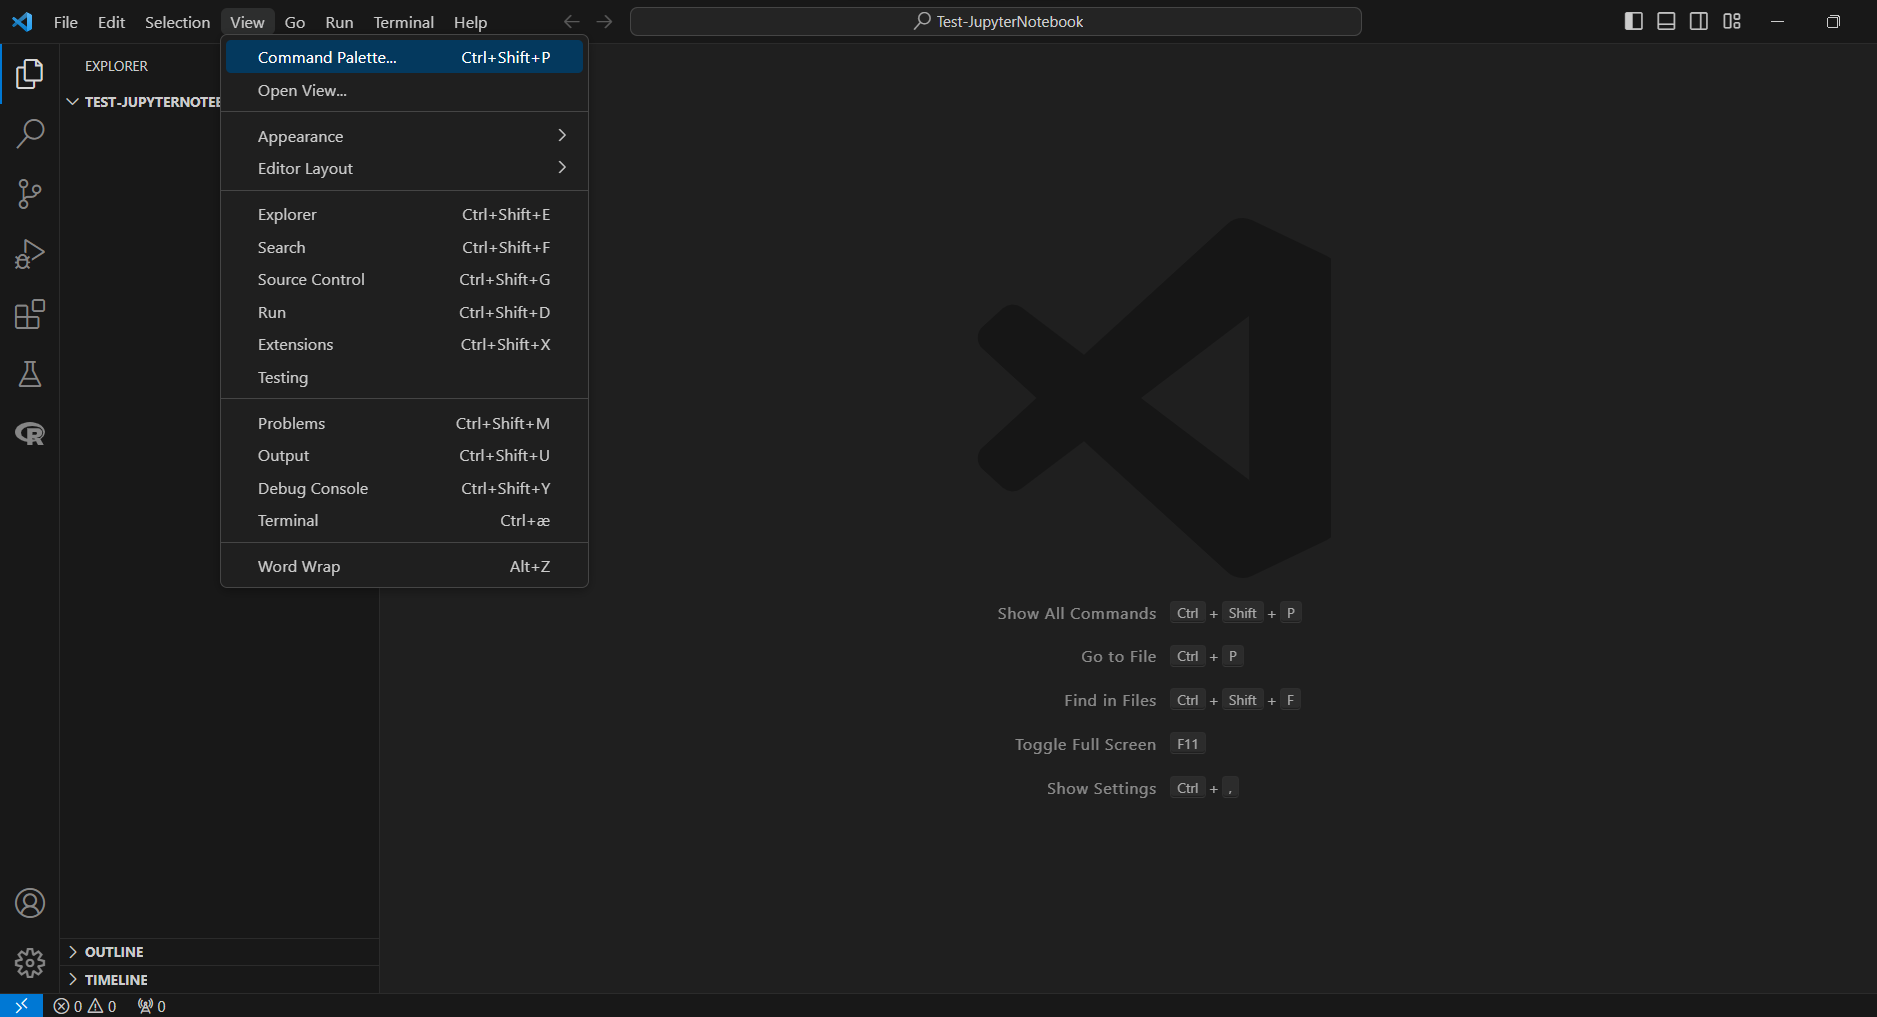 File Edit Selection View Go Run Terminal Help Test-JupyterNotebook
EXPLORER
TEST-JUPYTERNOTEB
Command Palette... Ctrl+Shift+P
Open View...
Appearance
Editor Layout
Explorer Ctrl+Shift+E
Search Ctrl+Shift+F
Source Control Ctrl+Shift+G
Run Ctrl+Shift+D
Extensions Ctrl+Shift+X
Testing
Problems Ctrl+Shift+M
Output Ctrl+Shift+U
Debug Console Ctrl+Shift+Y
Terminal Ctrl+æ
Word Wrap Alt+Z
R
Show All Commands Ctrl + Shift + P
Go to File Ctrl + P
Find in Files Ctrl + Shift + F
Toggle Full Screen F11
Show Settings Ctrl + ,
OUTLINE
TIMELINE
0 0 0